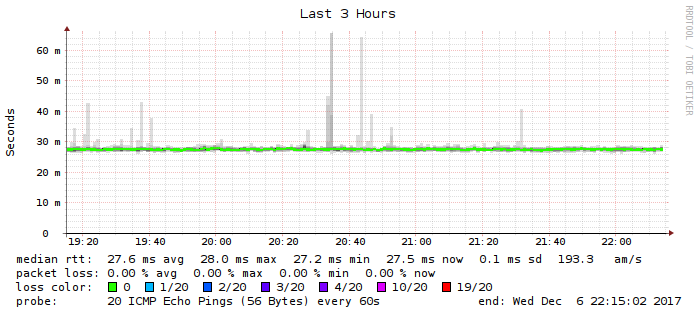 Last 3 Hours
RRDTOOL / TOBI OETIKER
Seconds
60 m
50 m
40 m
30 m
20 m
10 m
0
19:20 19:40 20:00 20:20 20:40 21:00 21:20 21:40 22:00
median rtt: 27.6 ms avg 28.0 ms max 27.2 ms min 27.5 ms now 0.1 ms sd 193.3 am/s
packet loss: 0.00 % avg 0.00 % max 0.00 % min 0.00 % now
loss color: 0 1/20 2/20 3/20 4/20 10/20 19/20
probe: 20 ICMP Echo Pings (56 Bytes) every 60s end: Wed Dec 6 22:15:02 2017